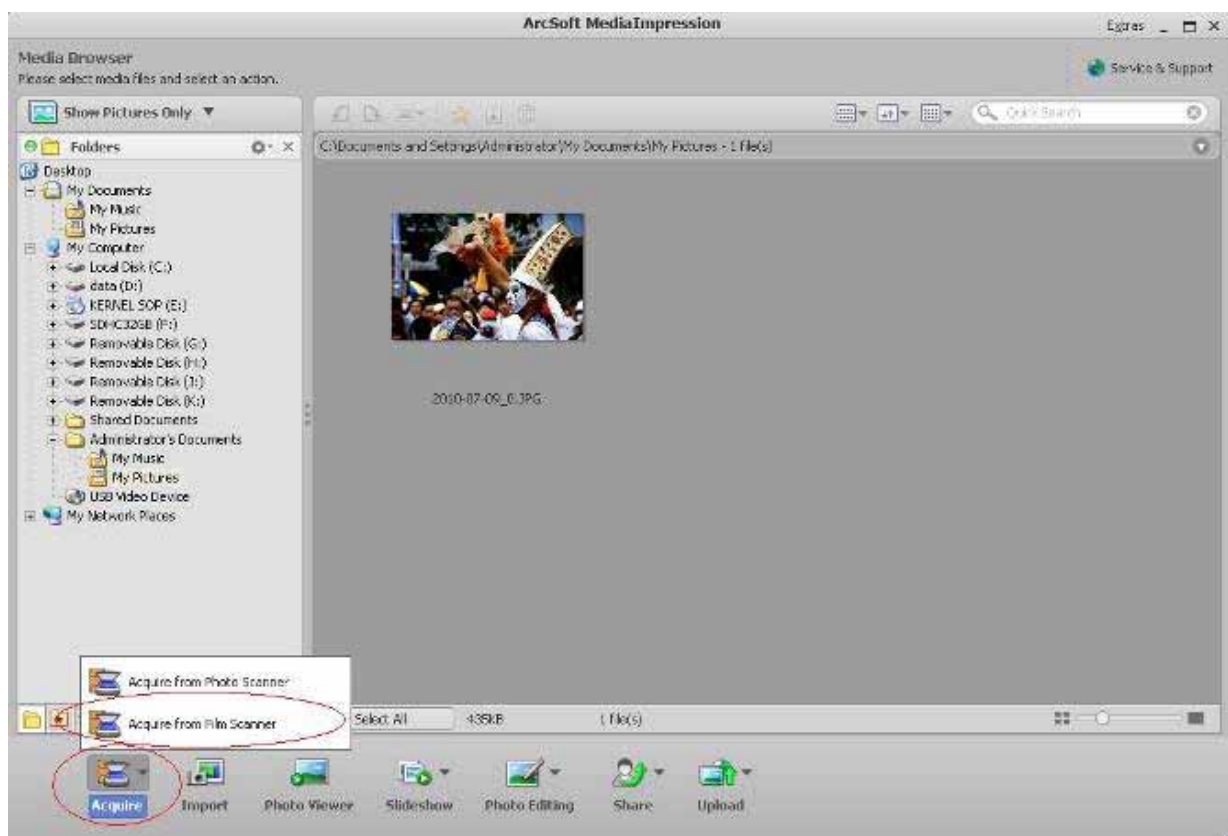 ArcSoft MediaImpression
Extras
Media Browser
Please select media files and select an action.
Service & Support
Show Pictures Only
Quick Search
Folders
C:\Documents and Settings\Administrator\My Documents\My Pictures - 1 file(s)
Desktop
My Documents
My Music
My Pictures
My Computer
Local Disk (C:)
data (D:)
KERNEL SOP (E:)
SDHC32GB (F:)
Removable Disk (G:)
Removable Disk (H:)
Removable Disk (J:)
Removable Disk (K:)
Shared Documents
Administrator's Documents
My Music
My Pictures
USB Video Device
My Network Places
2010-07-09_
Acquire from Photo Scanner
Acquire from Film Scanner
Select All
435KB
1 file(s)
Acquire
Import
Photo Viewer
Slideshow
Photo Editing
Share
Upload